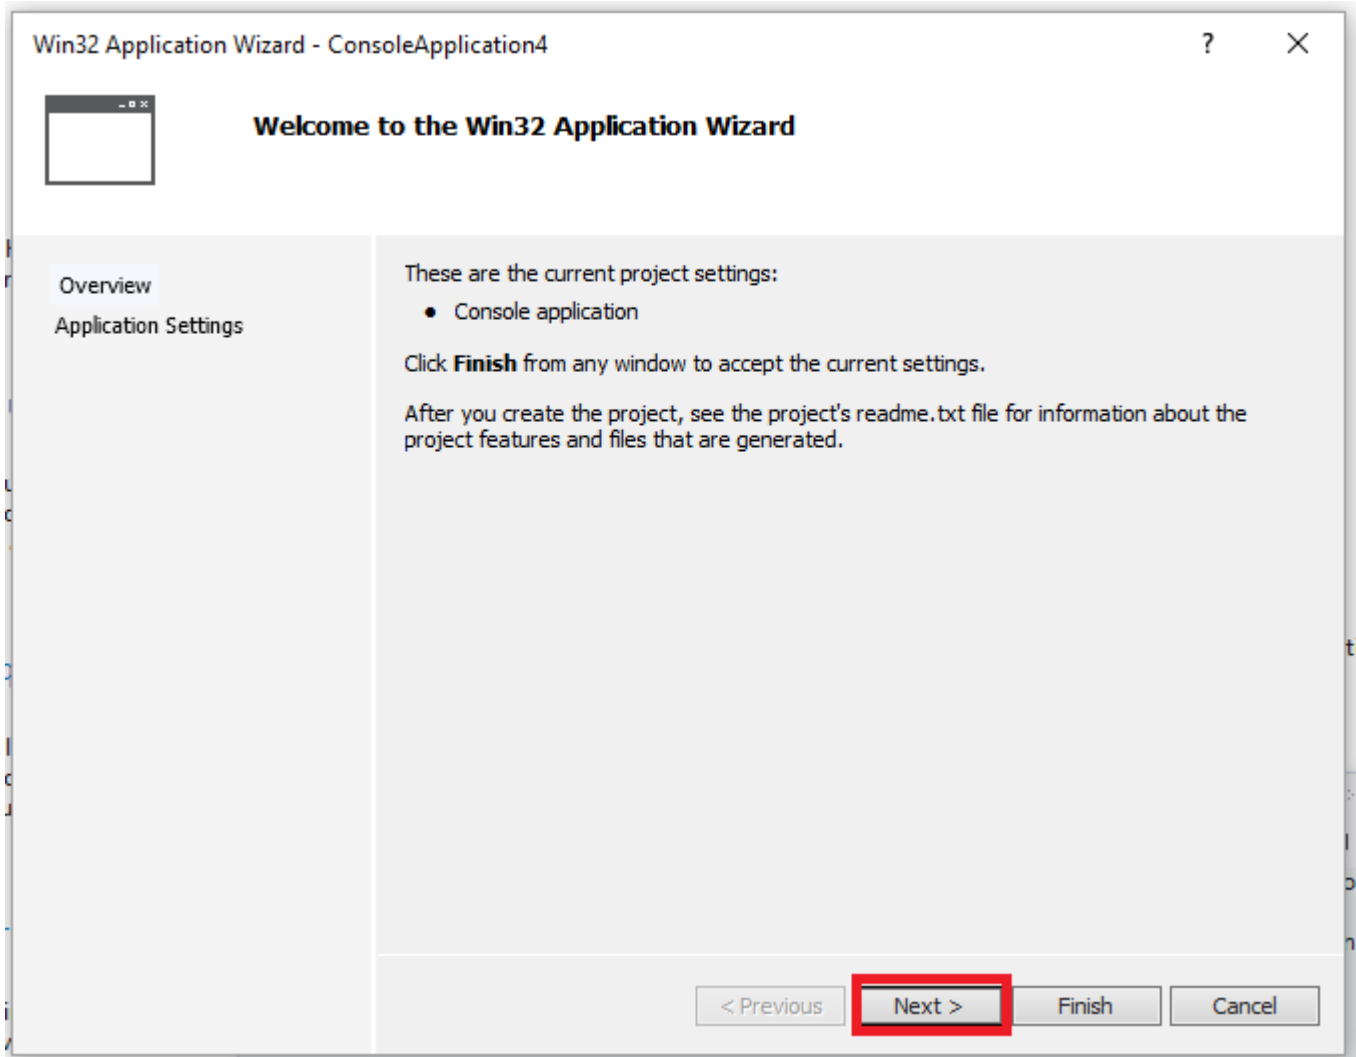 Win32 Application Wizard - ConsoleApplication4
?
Welcome to the Win32 Application Wizard
Overview
Application Settings
These are the current project settings:
• Console application
Click Finish from any window to accept the current settings.
After you create the project, see the project's readme.txt file for information about the
project features and files that are generated.
< Previous
Next >
Finish
Cancel